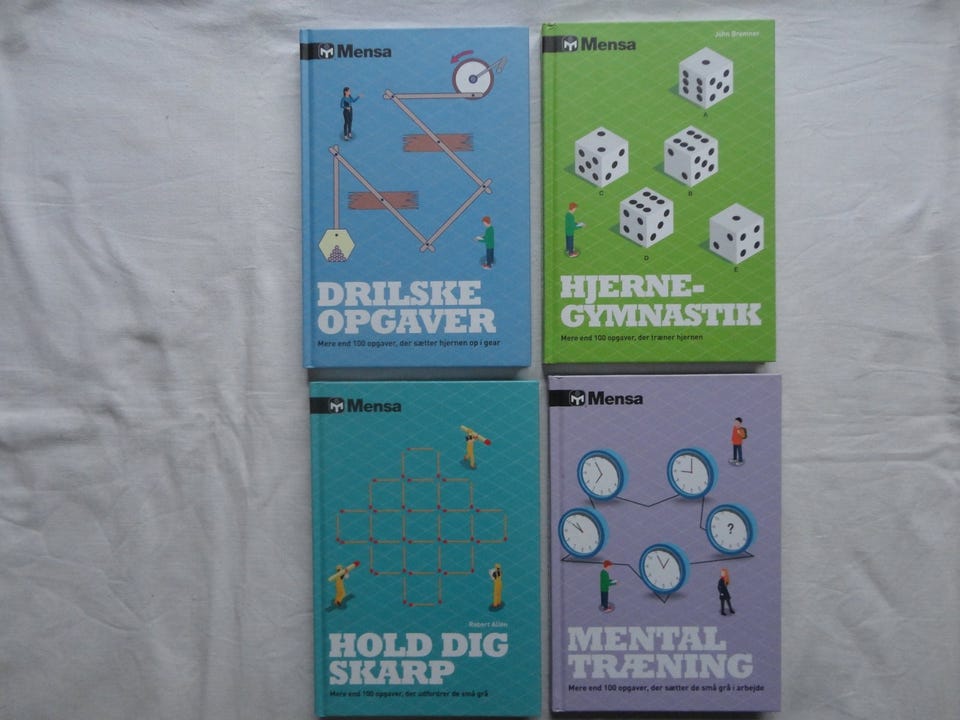 Mensa
DRILSKE
OPGAVER
Mere end 100 opgaver, der sætter hjernen op i gear
Mensa
John Bremner
A
C
B
D
E
HJERNE-
GYMNASTIK
Mere end 100 opgaver, der træner hjernen
Mensa
Robert Allen
HOLD DIG
SKARP
Mere end 100 opgaver, der udfordrer de små grå
Mensa
?
MENTAL
TRÆNING
Mere end 100 opgaver, der sætter de små grå i arbejde